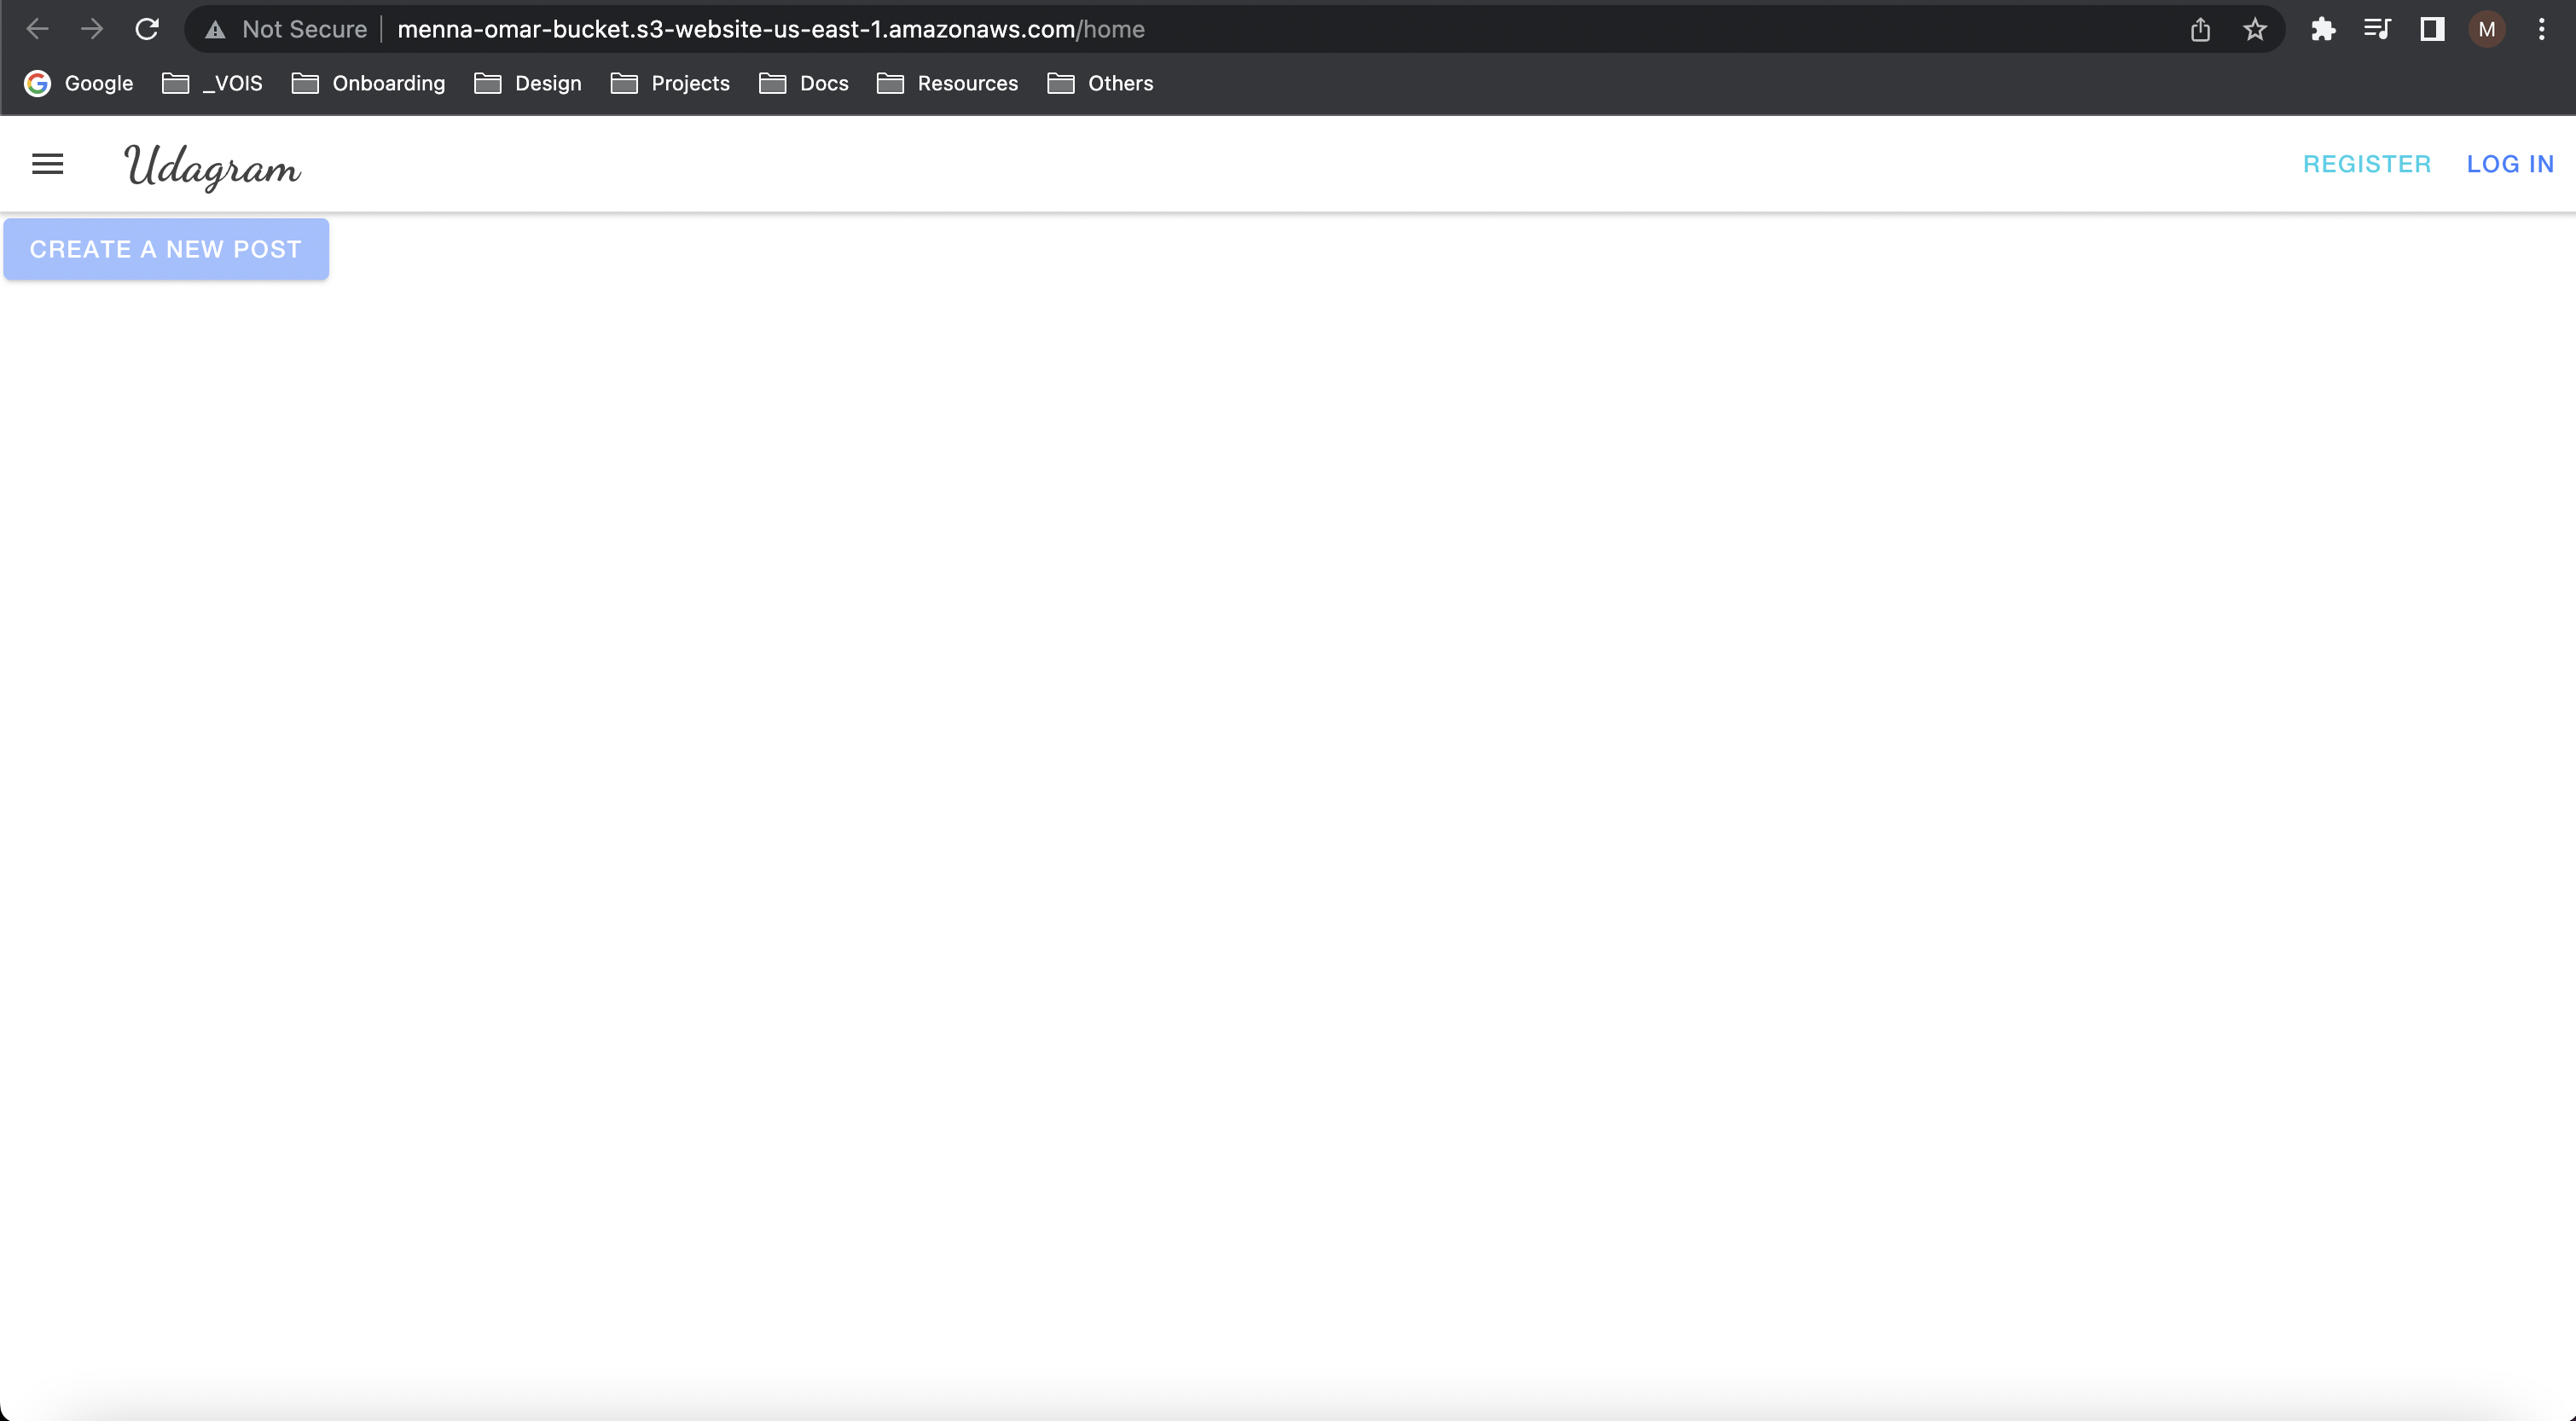 Not Secure menna-omar-bucket.s3-website-us-east-1.amazonaws.com/home M
Google _VOIS Onboarding Design Projects Docs Resources Others
Udagram REGISTER LOG IN
CREATE A NEW POST